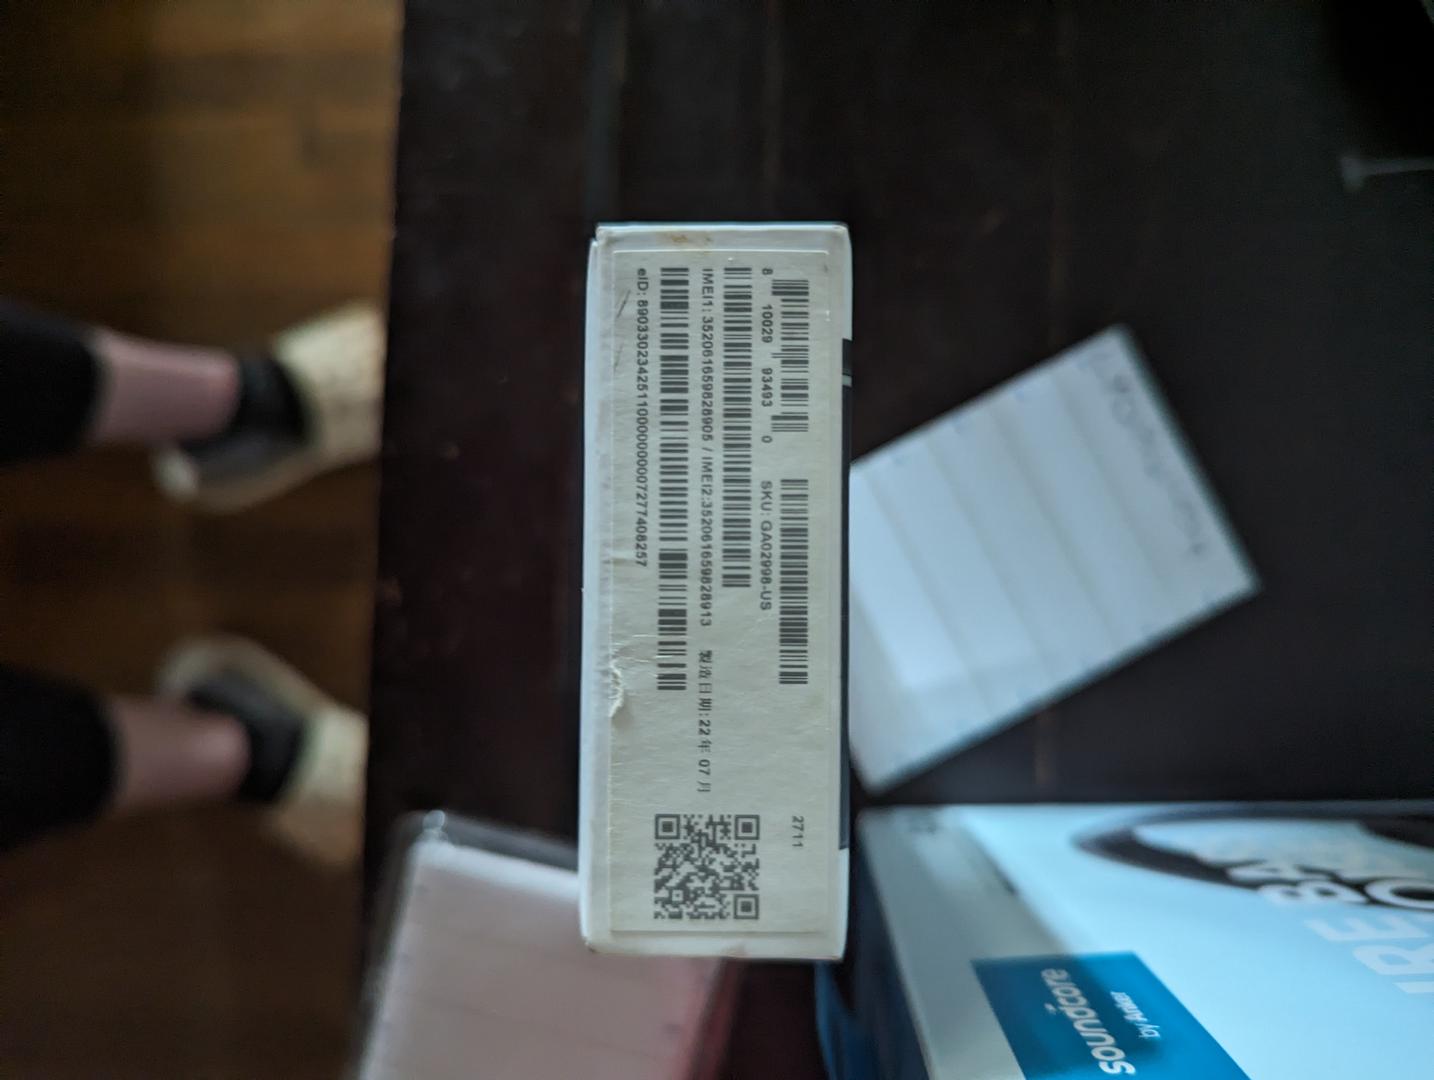 8 10029 93493 0 SKU: GA02998-US
IMEI1: 352061659828905 / IMEI2:352061659828913 製造日期:22年07月
eID: 89033023425110000000007277408257
2711
soundcore
by Anker